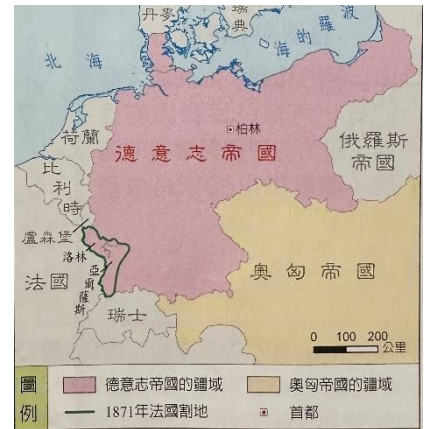 丹麥
瑞典
北海
波羅的海
荷蘭
柏林
德意志帝國
俄羅斯
帝國
比利時
盧森堡
洛林
亞爾薩斯
法國
奧匈帝國
瑞士
0 100 200
公里
圖例
德意志帝國的疆域
奧匈帝國的疆域
1871年法國割地
首都